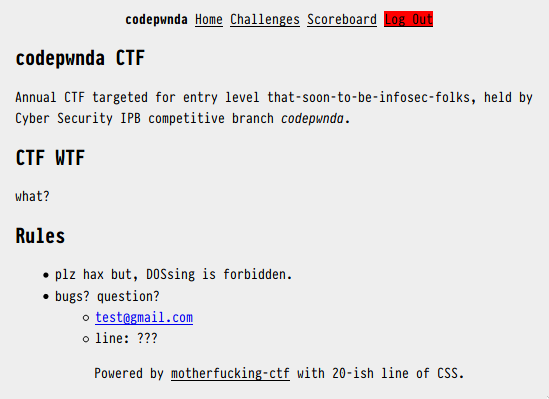 codepwnda Home Challenges Scoreboard Log Out
codepwnda CTF
Annual CTF targeted for entry level that-soon-to-be-infosec-folks, held by
Cyber Security IPB competitive branch codepwnda.
CTF WTF
what?
Rules
• plz hax but, DOSsing is forbidden.
• bugs? question?
○ test@gmail.com
○ line: ???
Powered by motherfucking-ctf with 20-ish line of CSS.